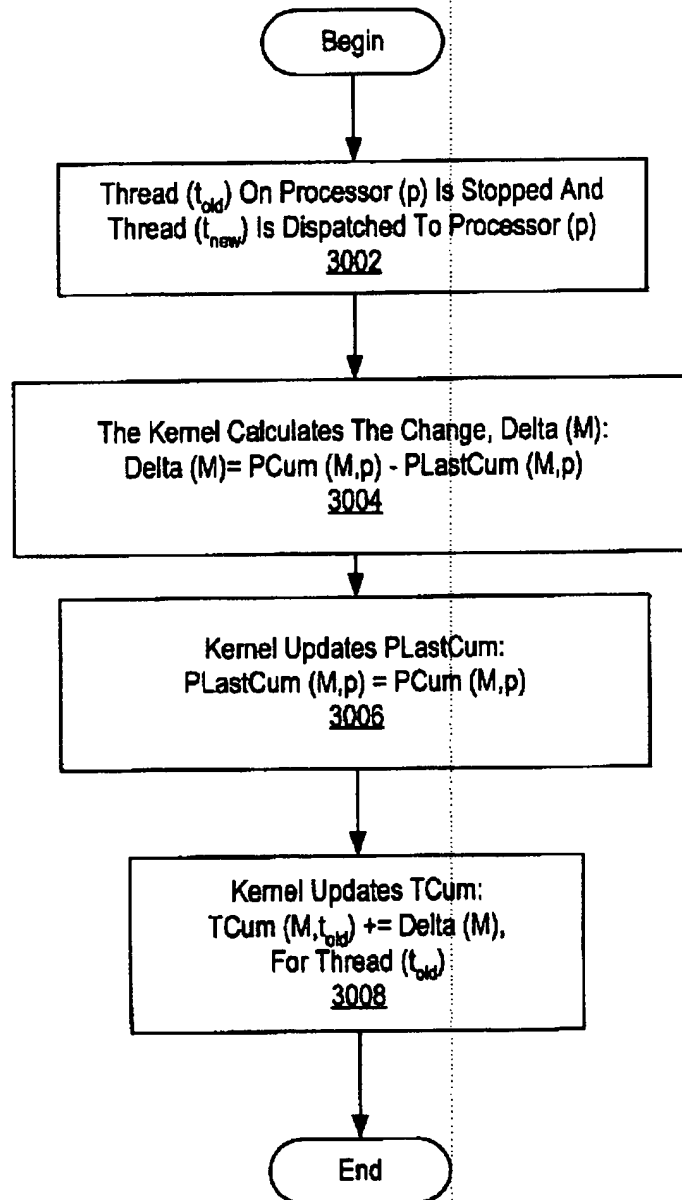 Begin
Thread (t_old) On Processor (p) Is Stopped And
Thread (t_new) Is Dispatched To Processor (p)
3002
The Kernel Calculates The Change, Delta (M):
Delta (M)= PCum (M,p) - PLastCum (M,p)
3004
Kernel Updates PLastCum:
PLastCum (M,p) = PCum (M,p)
3006
Kernel Updates TCum:
TCum (M,t_old) += Delta (M),
For Thread (t_old)
3008
End